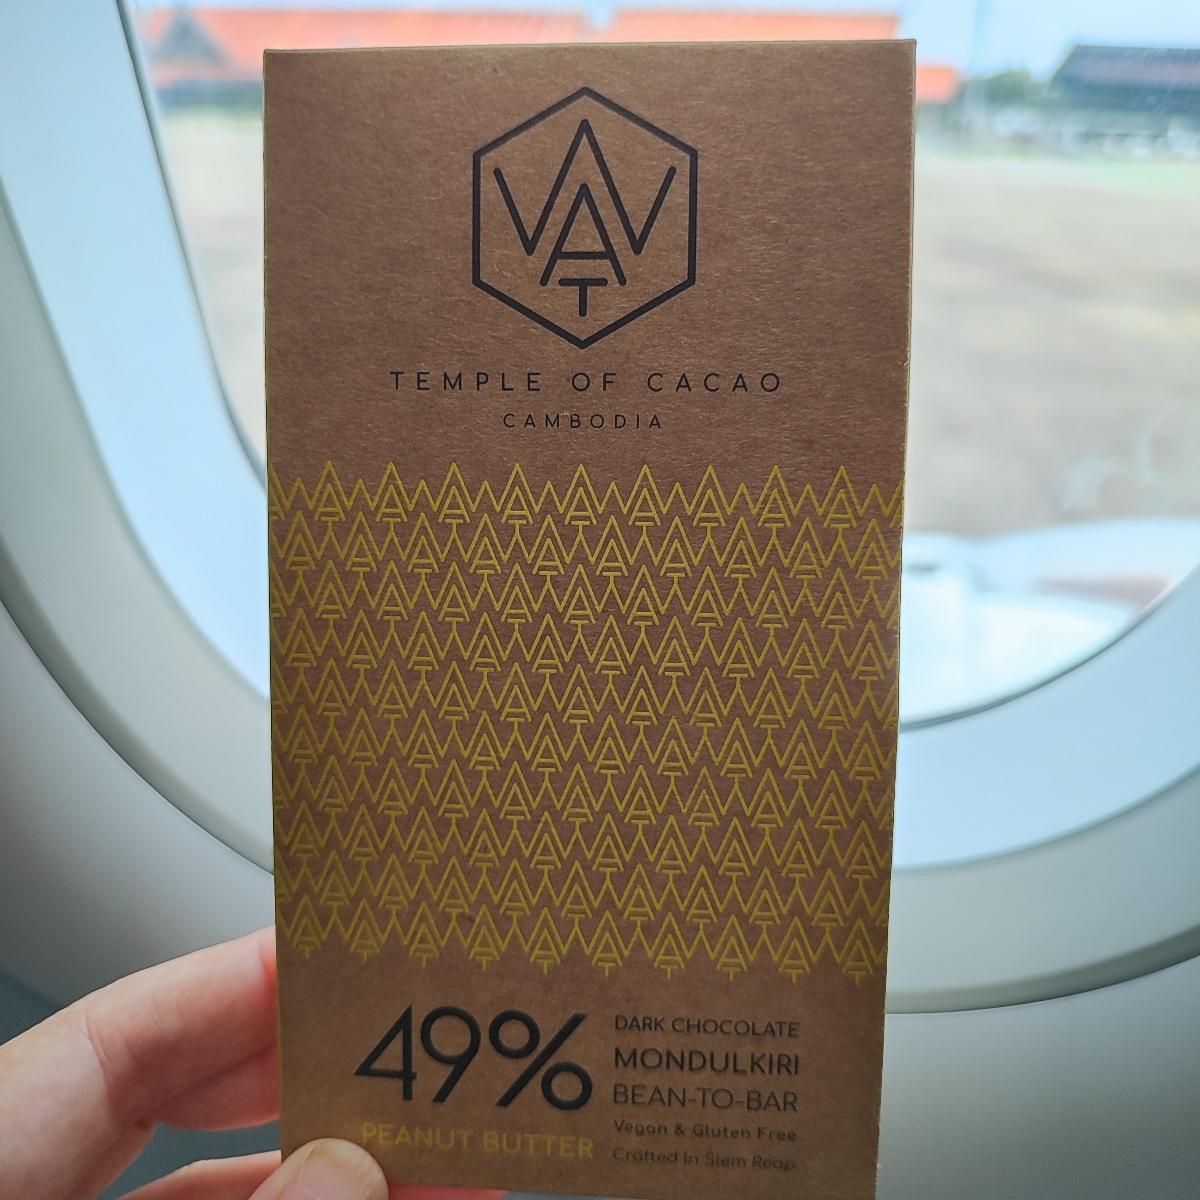 WAT
TEMPLE OF CACAO
CAMBODIA
49%
PEANUT BUTTER
DARK CHOCOLATE
MONDULKIRI
BEAN-TO-BAR
Vegan & Gluten Free
Crafted In Siem Reap